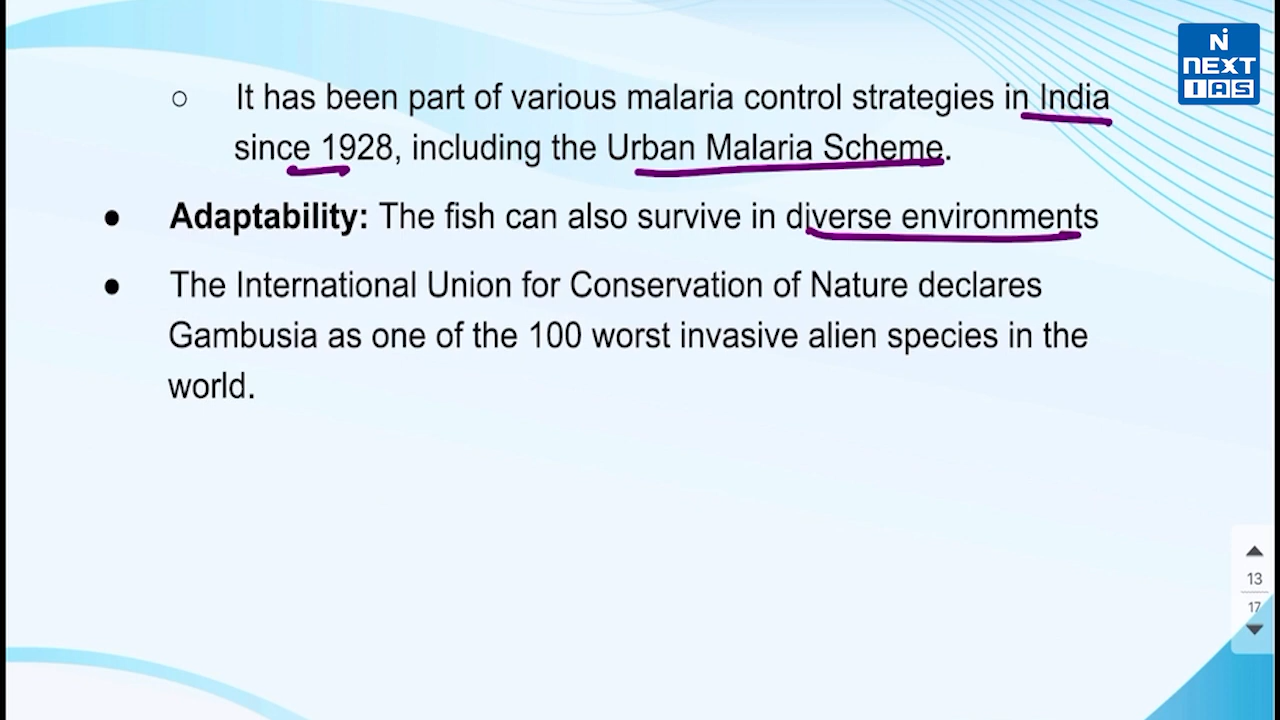 NEXT
IAS
○ It has been part of various malaria control strategies in India
since 1928, including the Urban Malaria Scheme.
● Adaptability: The fish can also survive in diverse environments
● The International Union for Conservation of Nature declares
Gambusia as one of the 100 worst invasive alien species in the
world.
13
17